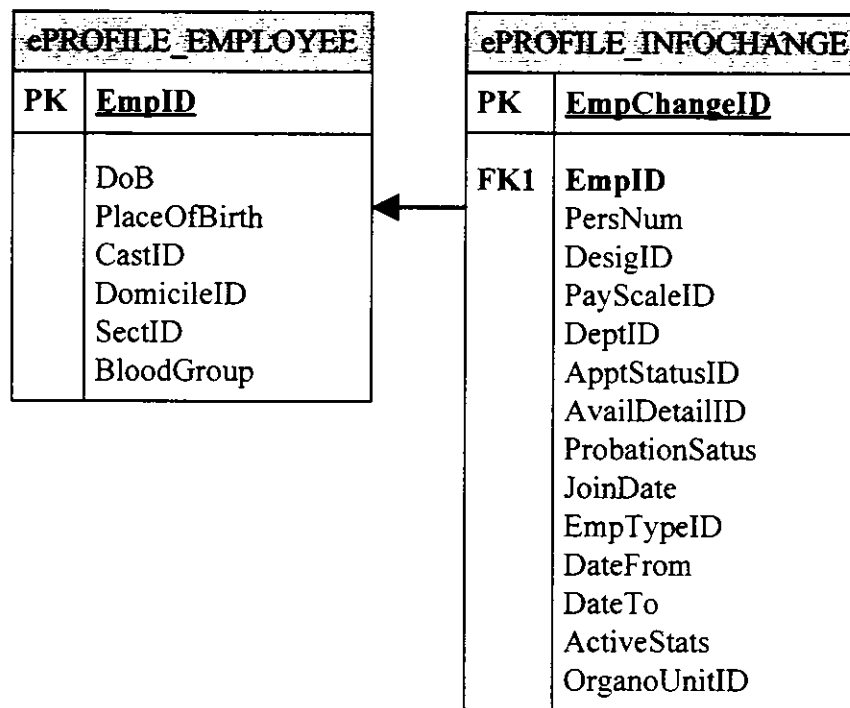 ePROFILE_EMPLOYEE
PK EmpID
DoB
PlaceOfBirth
CastID
DomicileID
SectID
BloodGroup
ePROFILE_INFOCHANGE
PK EmpChangeID
FK1 EmpID
PersNum
DesigID
PayScaleID
DeptID
ApptStatusID
AvailDetailID
ProbationSatus
JoinDate
EmpTypeID
DateFrom
DateTo
ActiveStats
OrganoUnitID